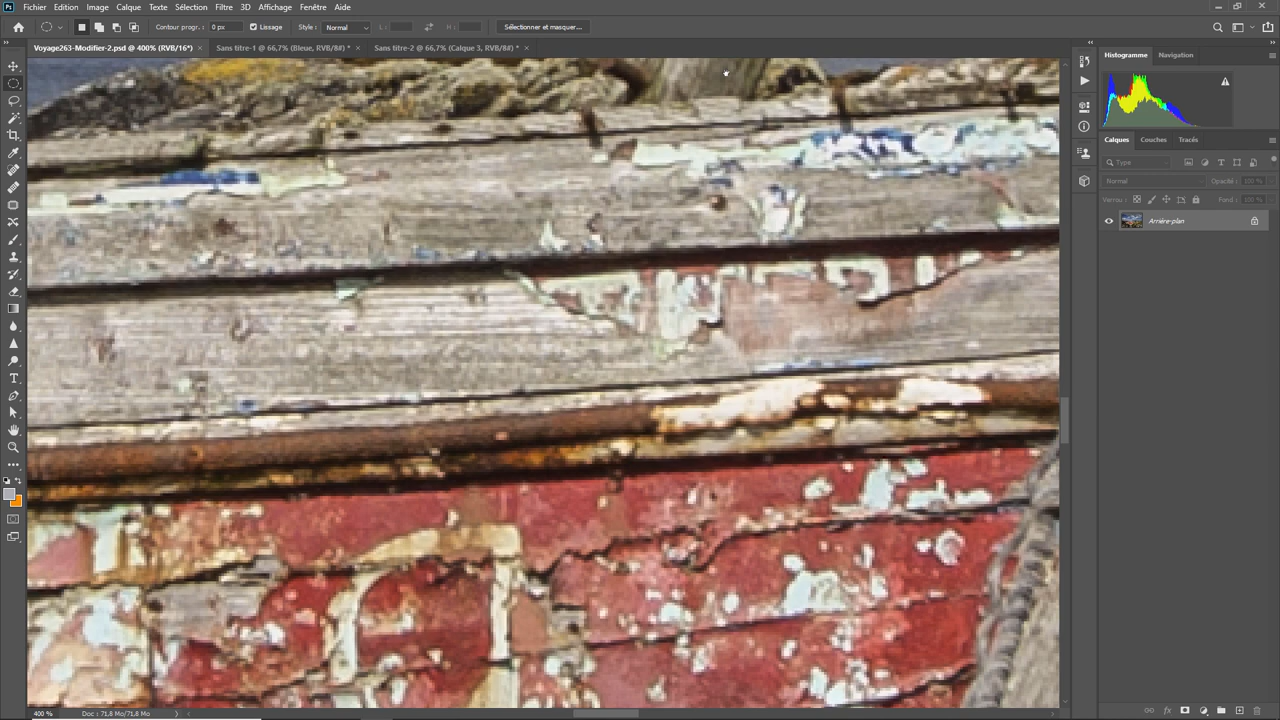 Ps Fichier Edition Image Calque Texte Sélection Filtre 3D Affichage Fenêtre Aide
Contour progr. : 0 px Lissage Style : Normal L : H : Sélectionner et masquer...
Voyage263-Modifier-2.psd @ 400% (RVB/16*) × Sans titre-1 @ 66,7% (Bleue, RVB/8#) * × Sans titre-2 @ 66,7% (Calque 3, RVB/8#) * ×
Histogramme Navigation
Calques Couches Tracés
Type
Normal Opacité : 100 %
Verrou : Fond : 100 %
Arrière-plan
400 % Doc : 71,8 Mo/71,8 Mo